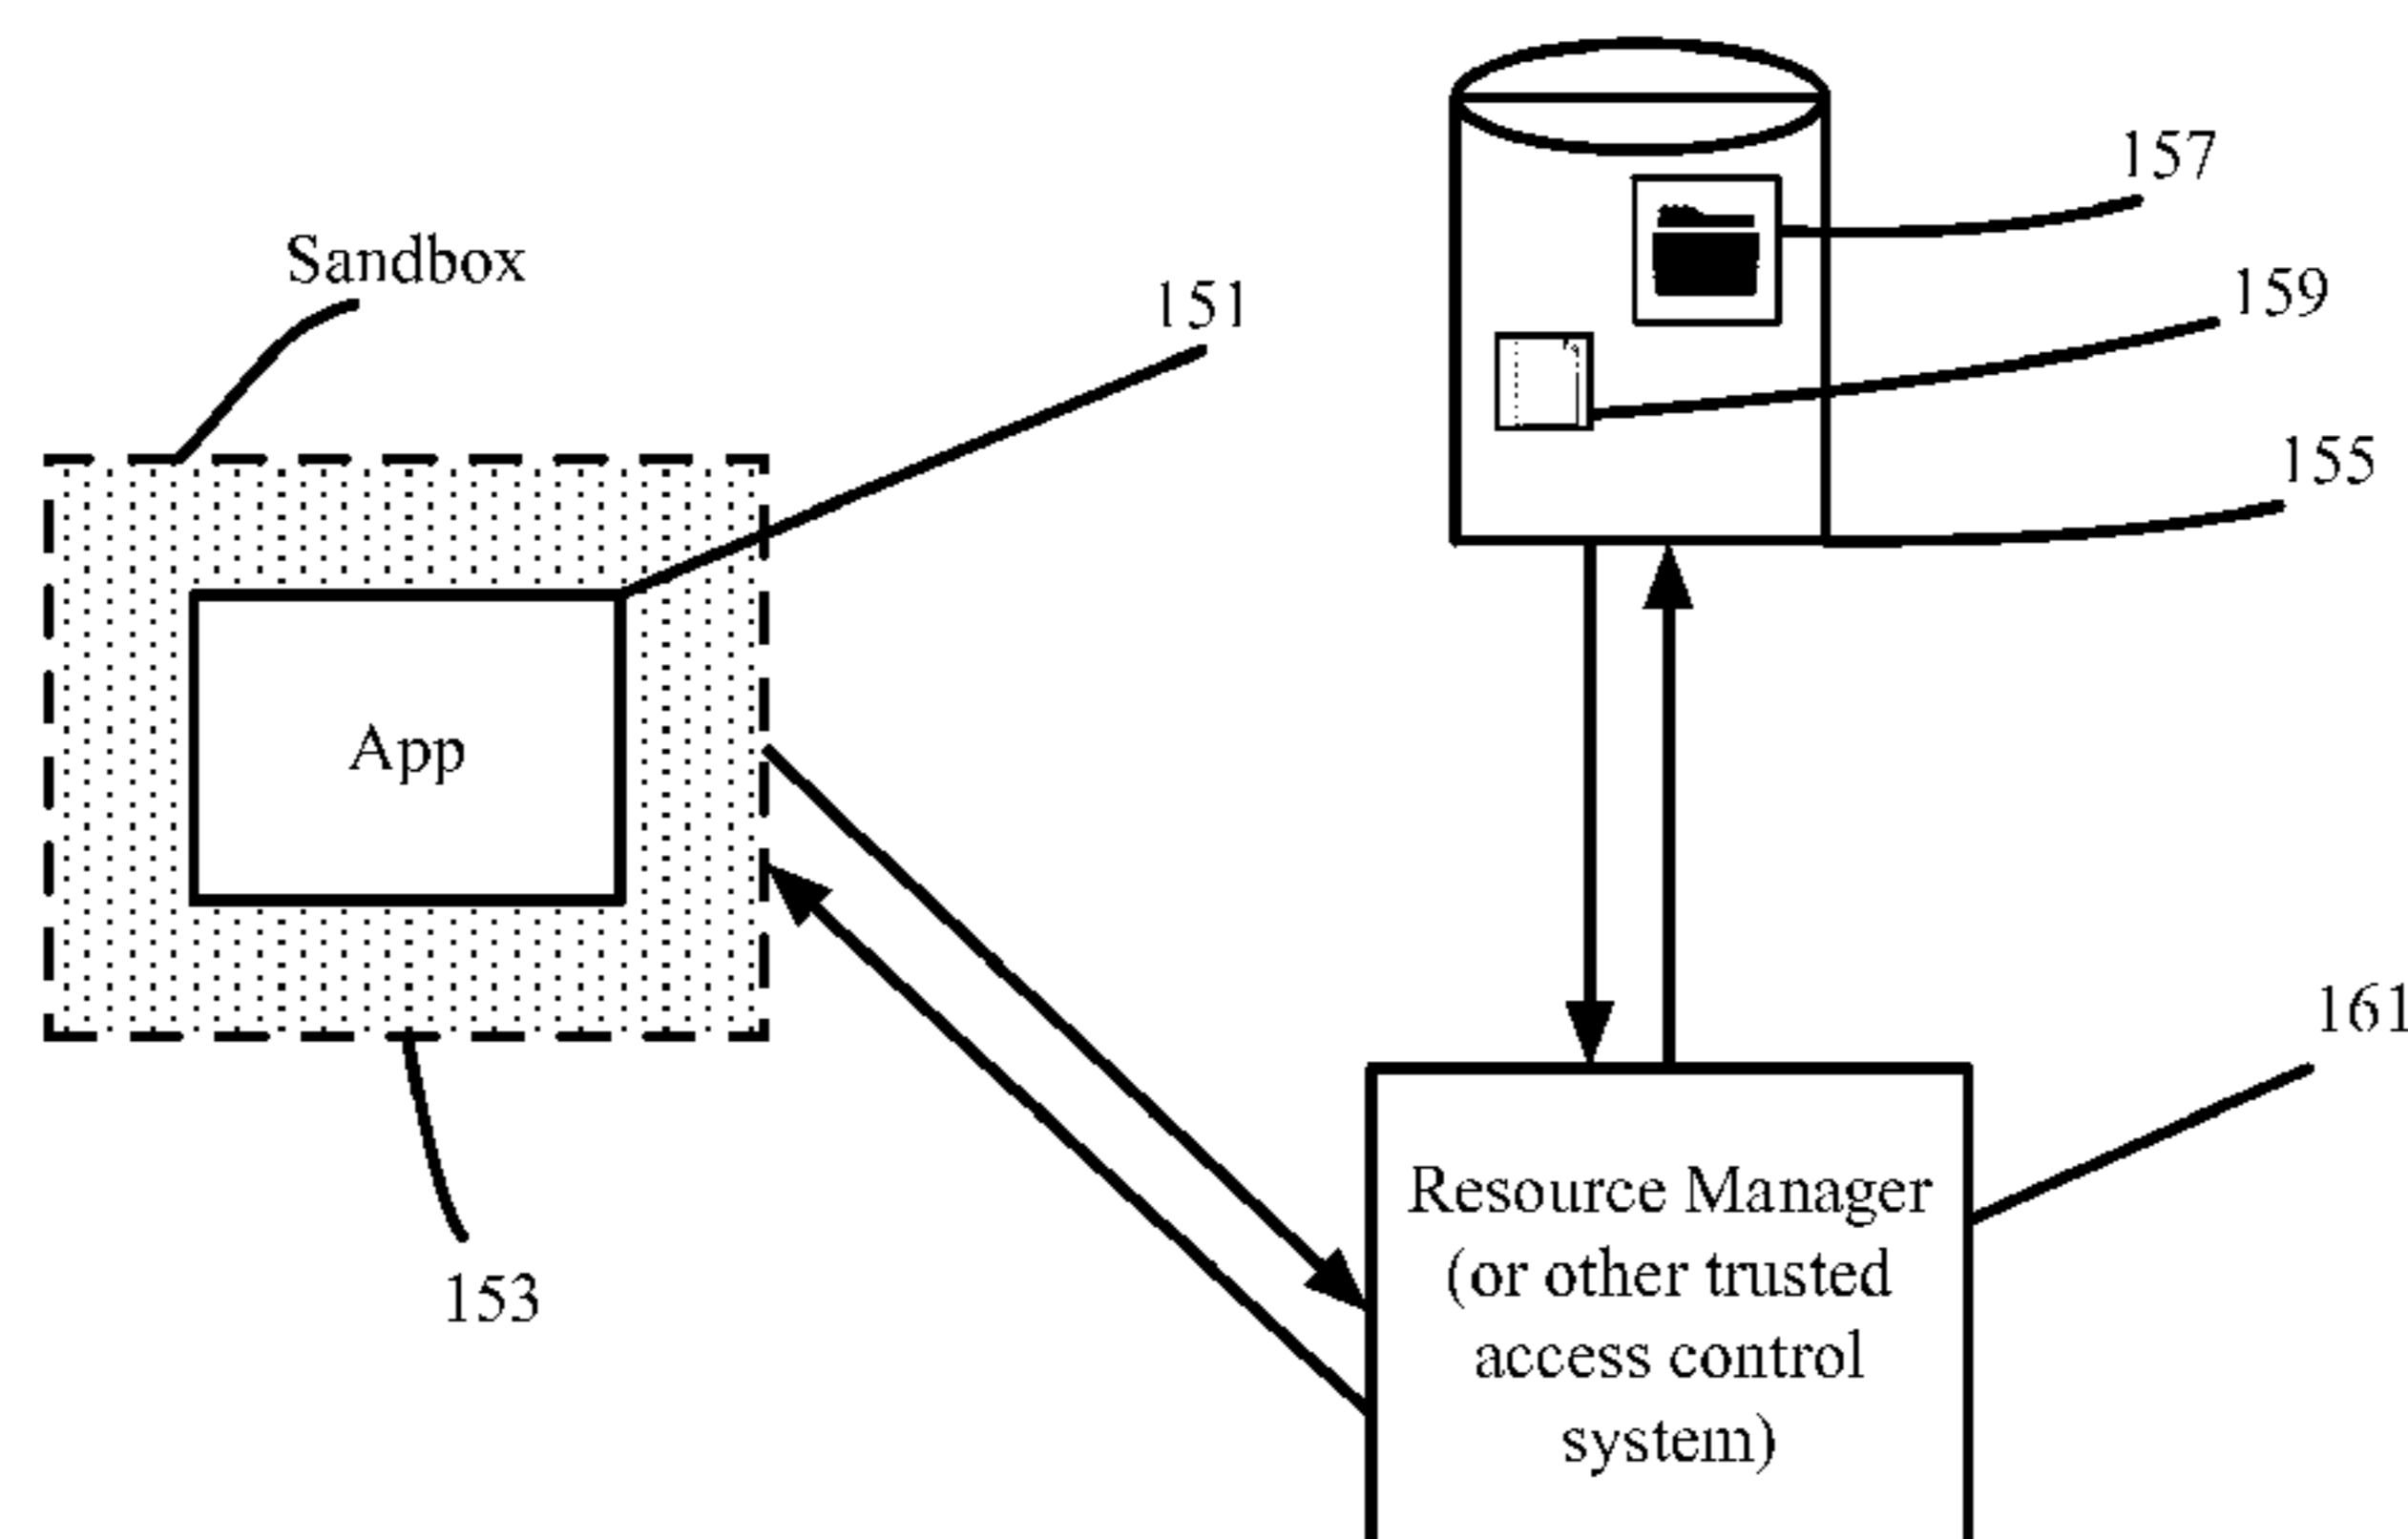 157
Sandbox
159
151
155
App
161
Resource Manager
(or other trusted
access control
system)
153